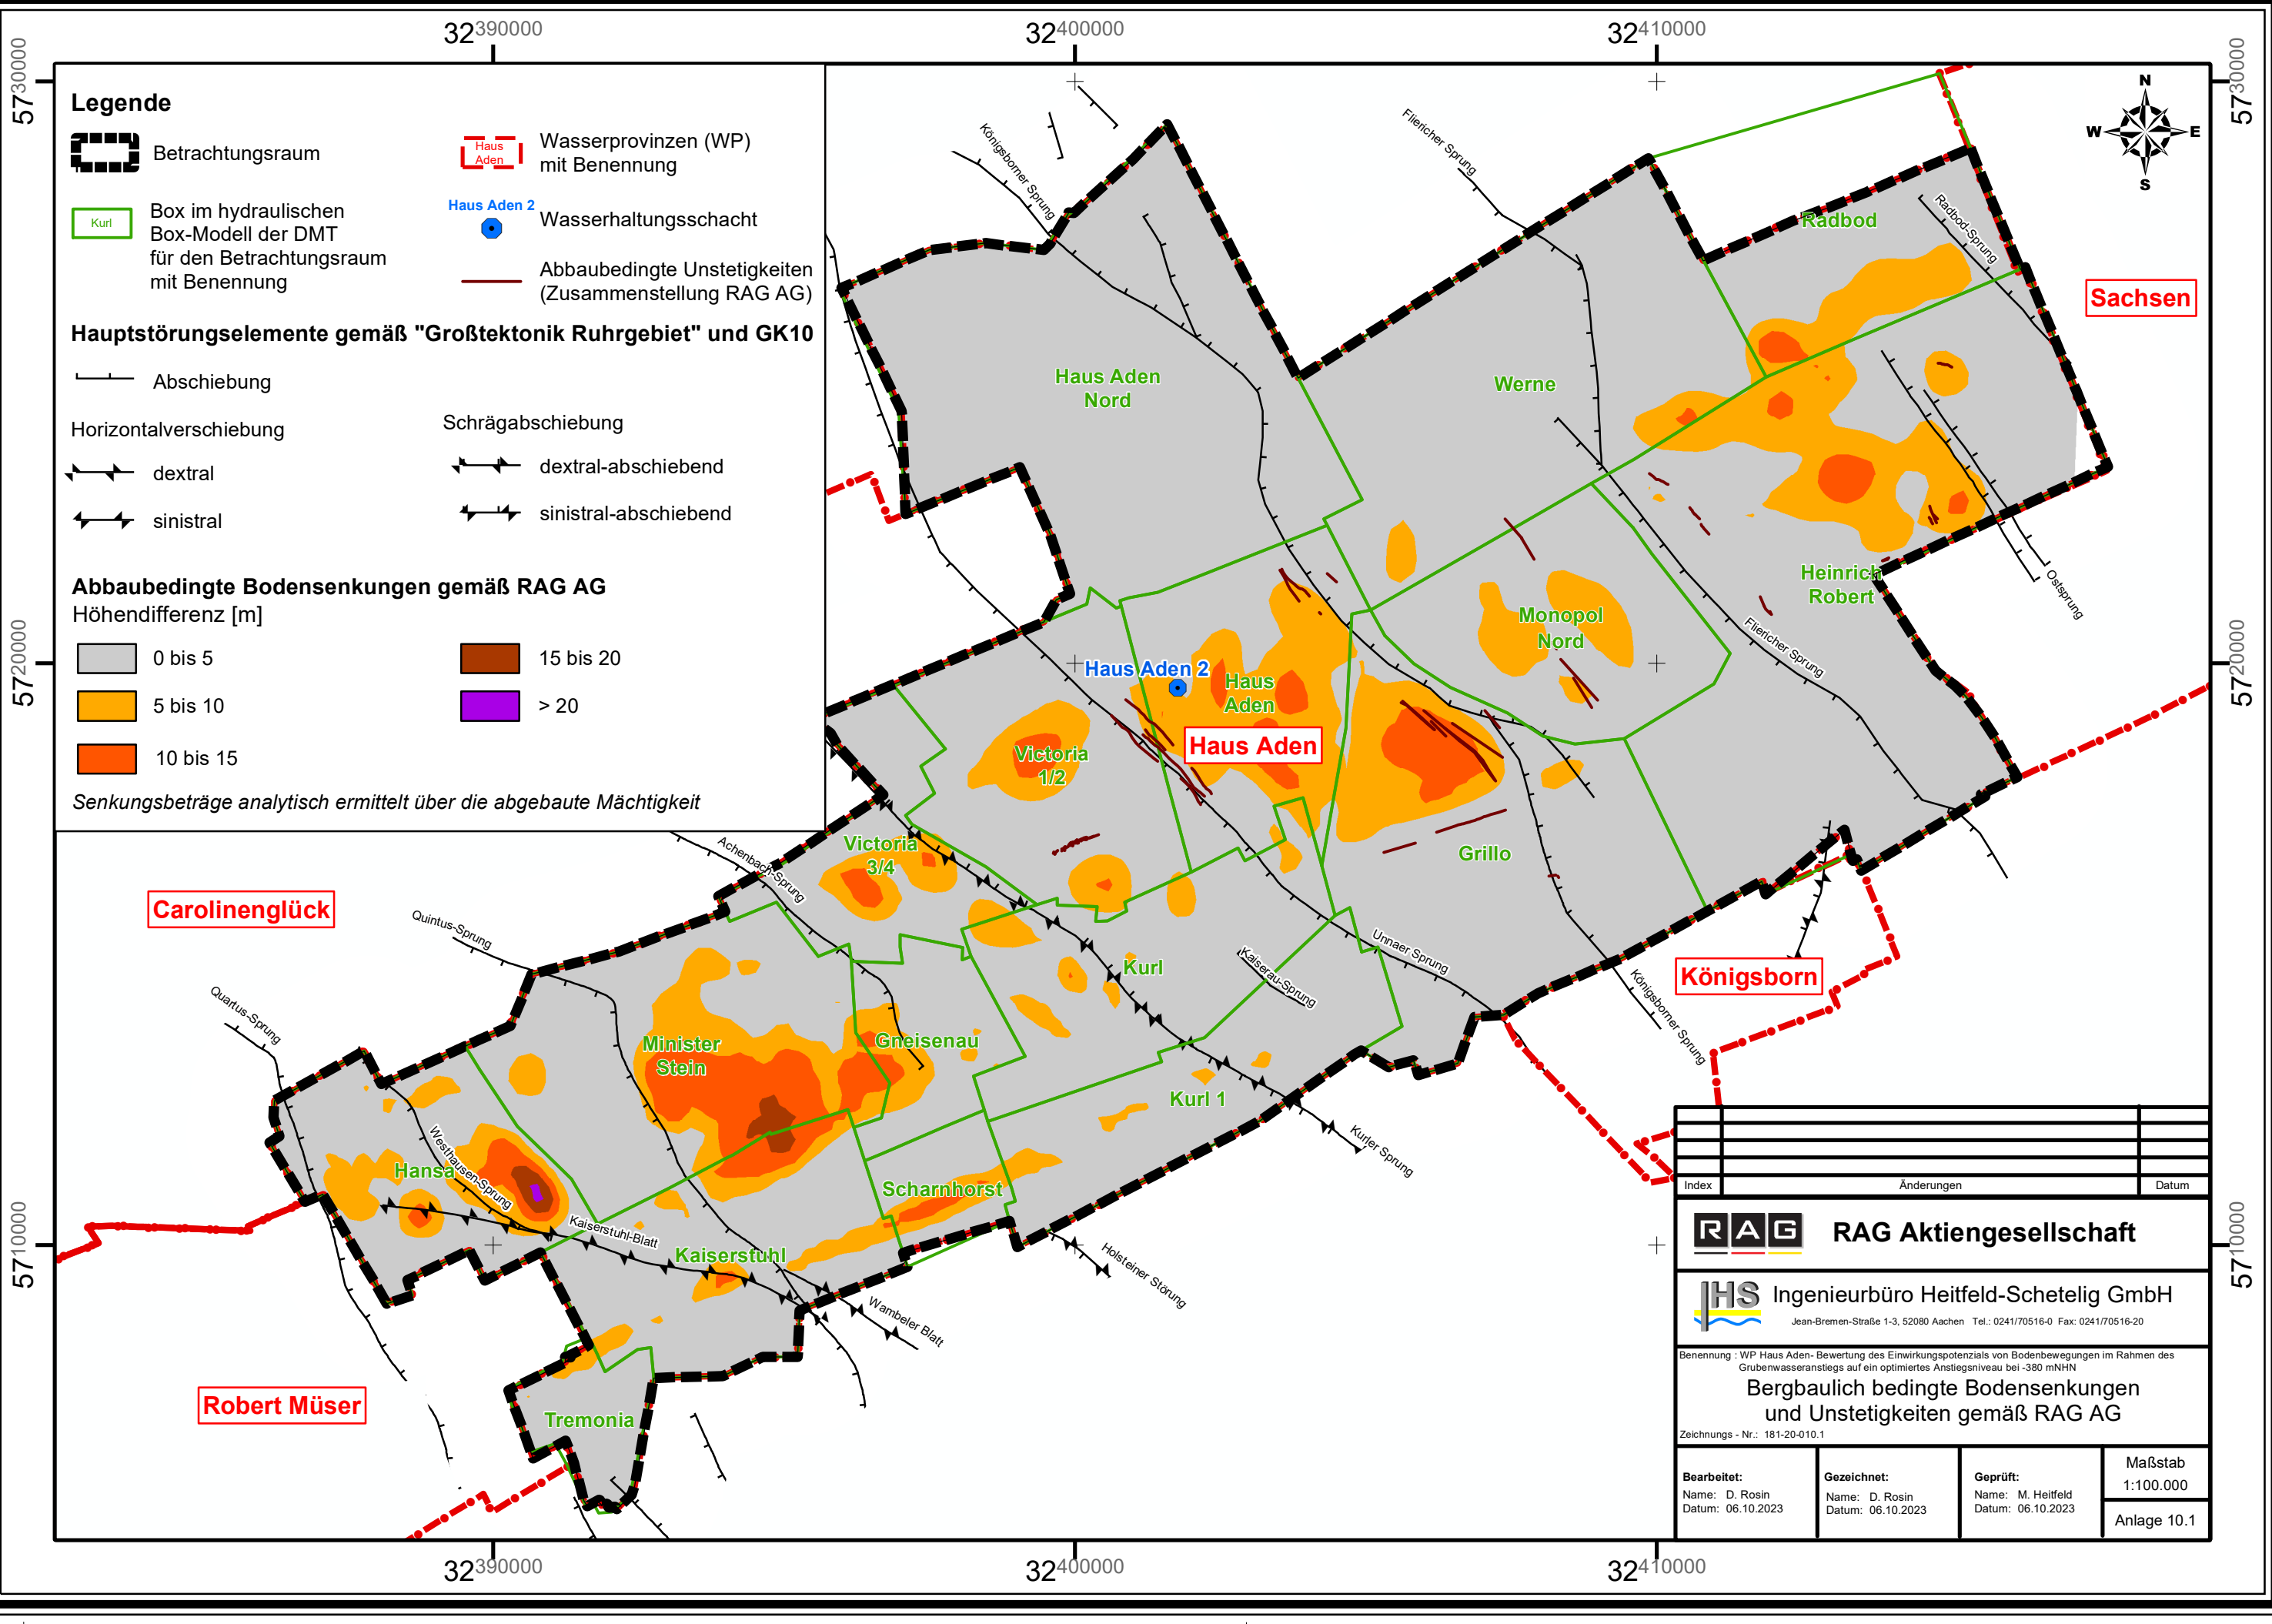 32390000
32400000
32410000
5730000
5730000
Legende
Betrachtungsraum
Haus
Aden
Wasserprovinzen (WP)
mit Benennung
Kurl
Box im hydraulischen
Box-Modell der DMT
für den Betrachtungsraum
mit Benennung
Haus Aden 2
Wasserhaltungsschacht
Abbaubedingte Unstetigkeiten
(Zusammenstellung RAG AG)
Hauptstörungselemente gemäß "Großtektonik Ruhrgebiet" und GK10
Abschiebung
Horizontalverschiebung
Schrägabschiebung
dextral
dextral-abschiebend
sinistral
sinistral-abschiebend
Abbaubedingte Bodensenkungen gemäß RAG AG
Höhendifferenz [m]
0 bis 5
15 bis 20
5 bis 10
> 20
10 bis 15
Senkungsbeträge analytisch ermittelt über die abgebaute Mächtigkeit
N
W
E
S
Königsborner Sprung
Fliericher Sprung
Radbod
Radbod-Sprung
Sachsen
Haus Aden
Nord
Werne
Heinrich
Robert
Ostsprung
Monopol
Nord
Fliericher Sprung
5720000
5720000
Haus Aden 2
Haus
Aden
Haus Aden
Victoria
1/2
Victoria
3/4
Grillo
Achenbach-Sprung
Carolinenglück
Quintus-Sprung
Unnaer Sprung
Kaiserau-Sprung
Kurl
Königsborn
Königsborner Sprung
Quartus-Sprung
Minister
Stein
Gneisenau
Kurl 1
Kurler Sprung
Westhausen-Sprung
Hansa
Scharnhorst
Kaiserstuhl-Blatt
Kaiserstuhl
Holsteiner Störung
Wambeler Blatt
5710000
5710000
Robert Müser
Tremonia
Index
Änderungen
Datum
RAG
RAG Aktiengesellschaft
IHS
Ingenieurbüro Heitfeld-Schetelig GmbH
Jean-Bremen-Straße 1-3, 52080 Aachen Tel.: 0241/70516-0 Fax: 0241/70516-20
Benennung : WP Haus Aden- Bewertung des Einwirkungspotenzials von Bodenbewegungen im Rahmen des
Grubenwasseranstiegs auf ein optimiertes Anstiegsniveau bei -380 mNHN
Bergbaulich bedingte Bodensenkungen
und Unstetigkeiten gemäß RAG AG
Zeichnungs - Nr.: 181-20-010.1
Bearbeitet:
Name: D. Rosin
Datum: 06.10.2023
Gezeichnet:
Name: D. Rosin
Datum: 06.10.2023
Geprüft:
Name: M. Heitfeld
Datum: 06.10.2023
Maßstab
1:100.000
Anlage 10.1
32390000
32400000
32410000